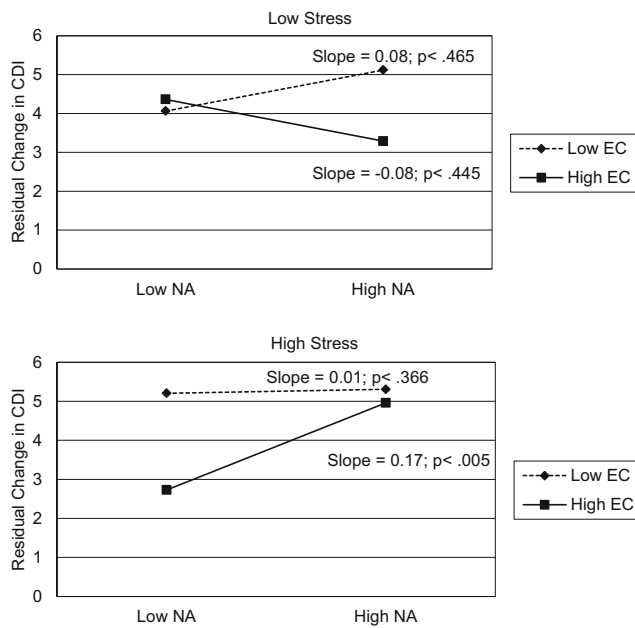 Low Stress
6
5
4
3
2
1
0
Residual Change in CDI
Slope = 0.08; p< .465
Slope = -0.08; p< .445
Low NA
High NA
Low EC
High EC
High Stress
6
5
4
3
2
1
0
Residual Change in CDI
Slope = 0.01; p< .366
Slope = 0.17; p< .005
Low NA
High NA
Low EC
High EC